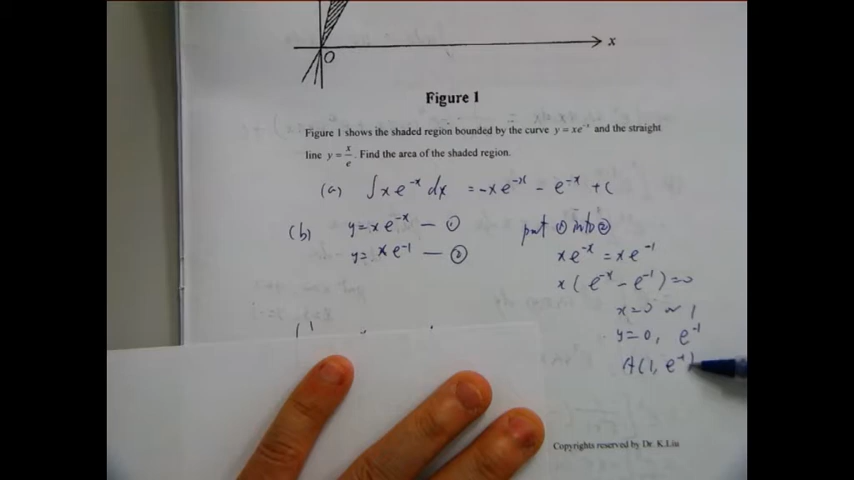 x
O
Figure 1
Figure 1 shows the shaded region bounded by the curve y = xe⁻ˣ and the straight
line y = x/e. Find the area of the shaded region.
(a) ∫xe⁻ˣ dx = -xe⁻ˣ - e⁻ˣ + C
(b) y = xe⁻ˣ — ①
y = xe⁻¹ — ②
put ① into ②
xe⁻ˣ = xe⁻¹
x(e⁻ˣ - e⁻¹) = 0
x = 0 or 1
y = 0, e⁻¹
A(1, e⁻¹)
Copyrights reserved by Dr. K.Liu